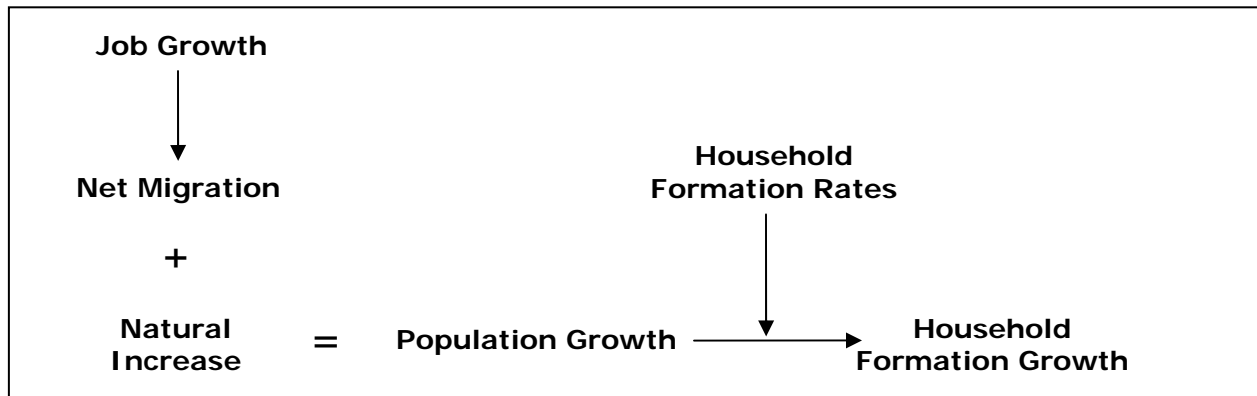 Job Growth
Net Migration
+
Natural
Increase
=
Population Growth
Household
Formation Rates
Household
Formation Growth